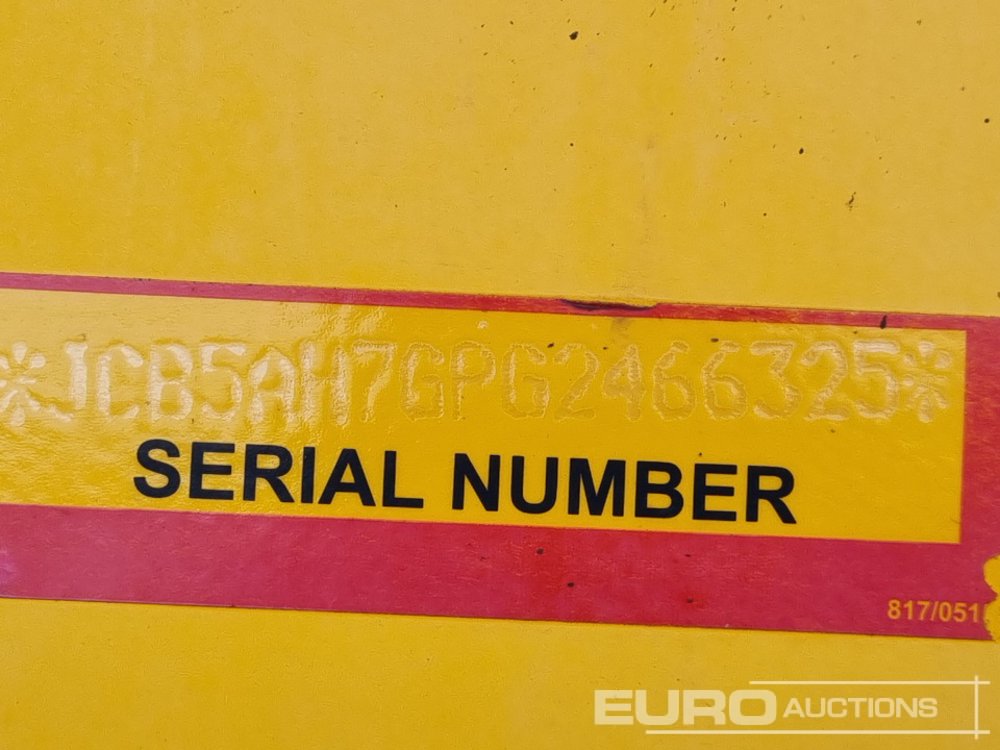 *JCB5AH7GPG2466325*
SERIAL NUMBER
817/051
EURO AUCTIONS